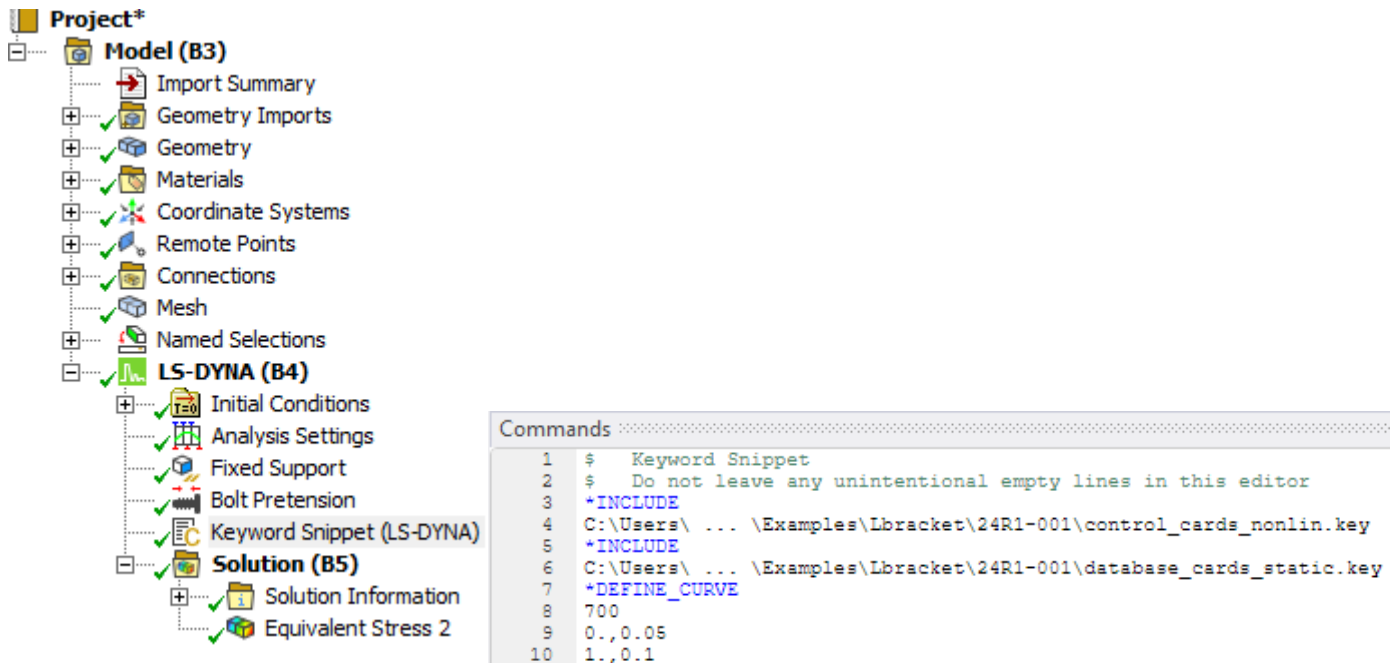 Project*
Model (B3)
Import Summary
Geometry Imports
Geometry
Materials
Coordinate Systems
Remote Points
Connections
Mesh
Named Selections
LS-DYNA (B4)
T=0 Initial Conditions
Analysis Settings
Fixed Support
Bolt Pretension
Keyword Snippet (LS-DYNA)
Solution (B5)
Solution Information
Equivalent Stress 2
Commands
1 $ Keyword Snippet
2 $ Do not leave any unintentional empty lines in this editor
3 *INCLUDE
4 C:\Users\ ... \Examples\Lbracket\24R1-001\control_cards_nonlin.key
5 *INCLUDE
6 C:\Users\ ... \Examples\Lbracket\24R1-001\database_cards_static.key
7 *DEFINE_CURVE
8 700
9 0.,0.05
10 1.,0.1